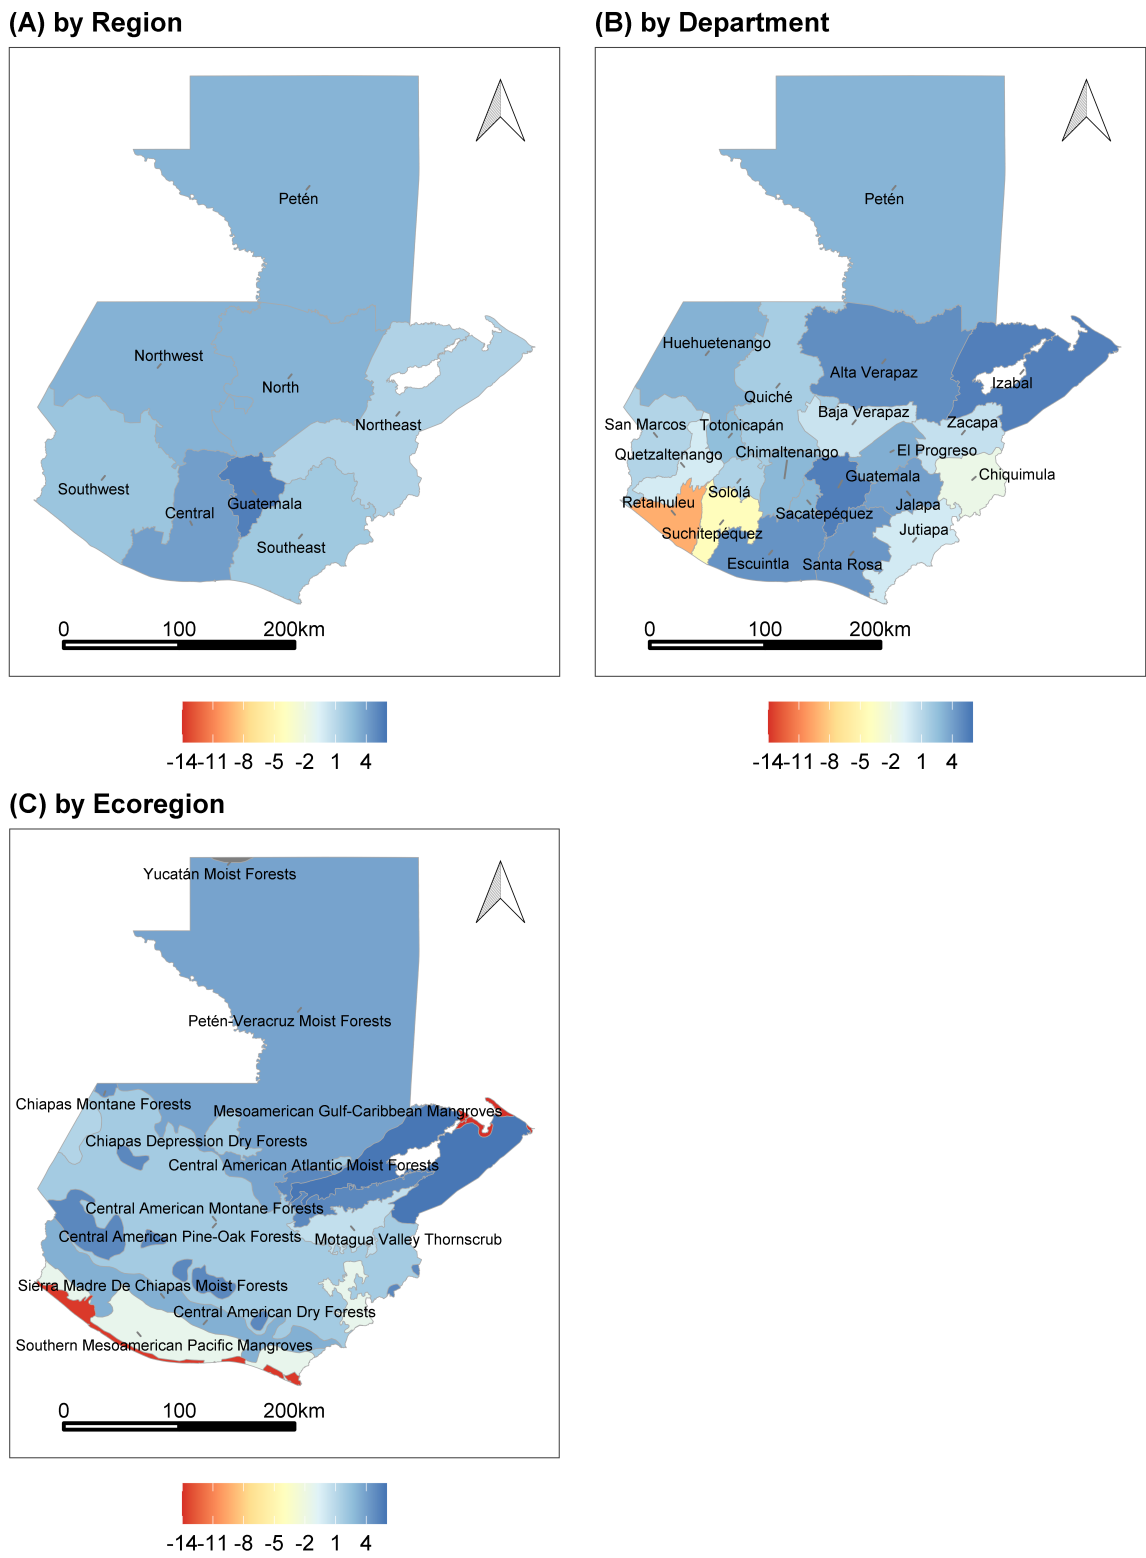 (A) by Region
Petén
Northwest
North
Northeast
Southwest
Guatemala
Central
Southeast
0 100 200km
-14 -11 -8 -5 -2 1 4
(B) by Department
Petén
Huehuetenango
Alta Verapaz
Izabal
Quiché
Baja Verapaz
San Marcos
Totonicapán
Zacapa
Quetzaltenango
Chimaltenango
El Progreso
Guatemala
Chiquimula
Retalhuleu
Sololá
Sacatepéquez
Jalapa
Suchitepéquez
Jutiapa
Escuintla
Santa Rosa
0 100 200km
-14 -11 -8 -5 -2 1 4
(C) by Ecoregion
Yucatán Moist Forests
Petén-Veracruz Moist Forests
Chiapas Montane Forests
Mesoamerican Gulf-Caribbean Mangroves
Chiapas Depression Dry Forests
Central American Atlantic Moist Forests
Central American Montane Forests
Central American Pine-Oak Forests
Motagua Valley Thornscrub
Sierra Madre De Chiapas Moist Forests
Central American Dry Forests
Southern Mesoamerican Pacific Mangroves
0 100 200km
-14 -11 -8 -5 -2 1 4